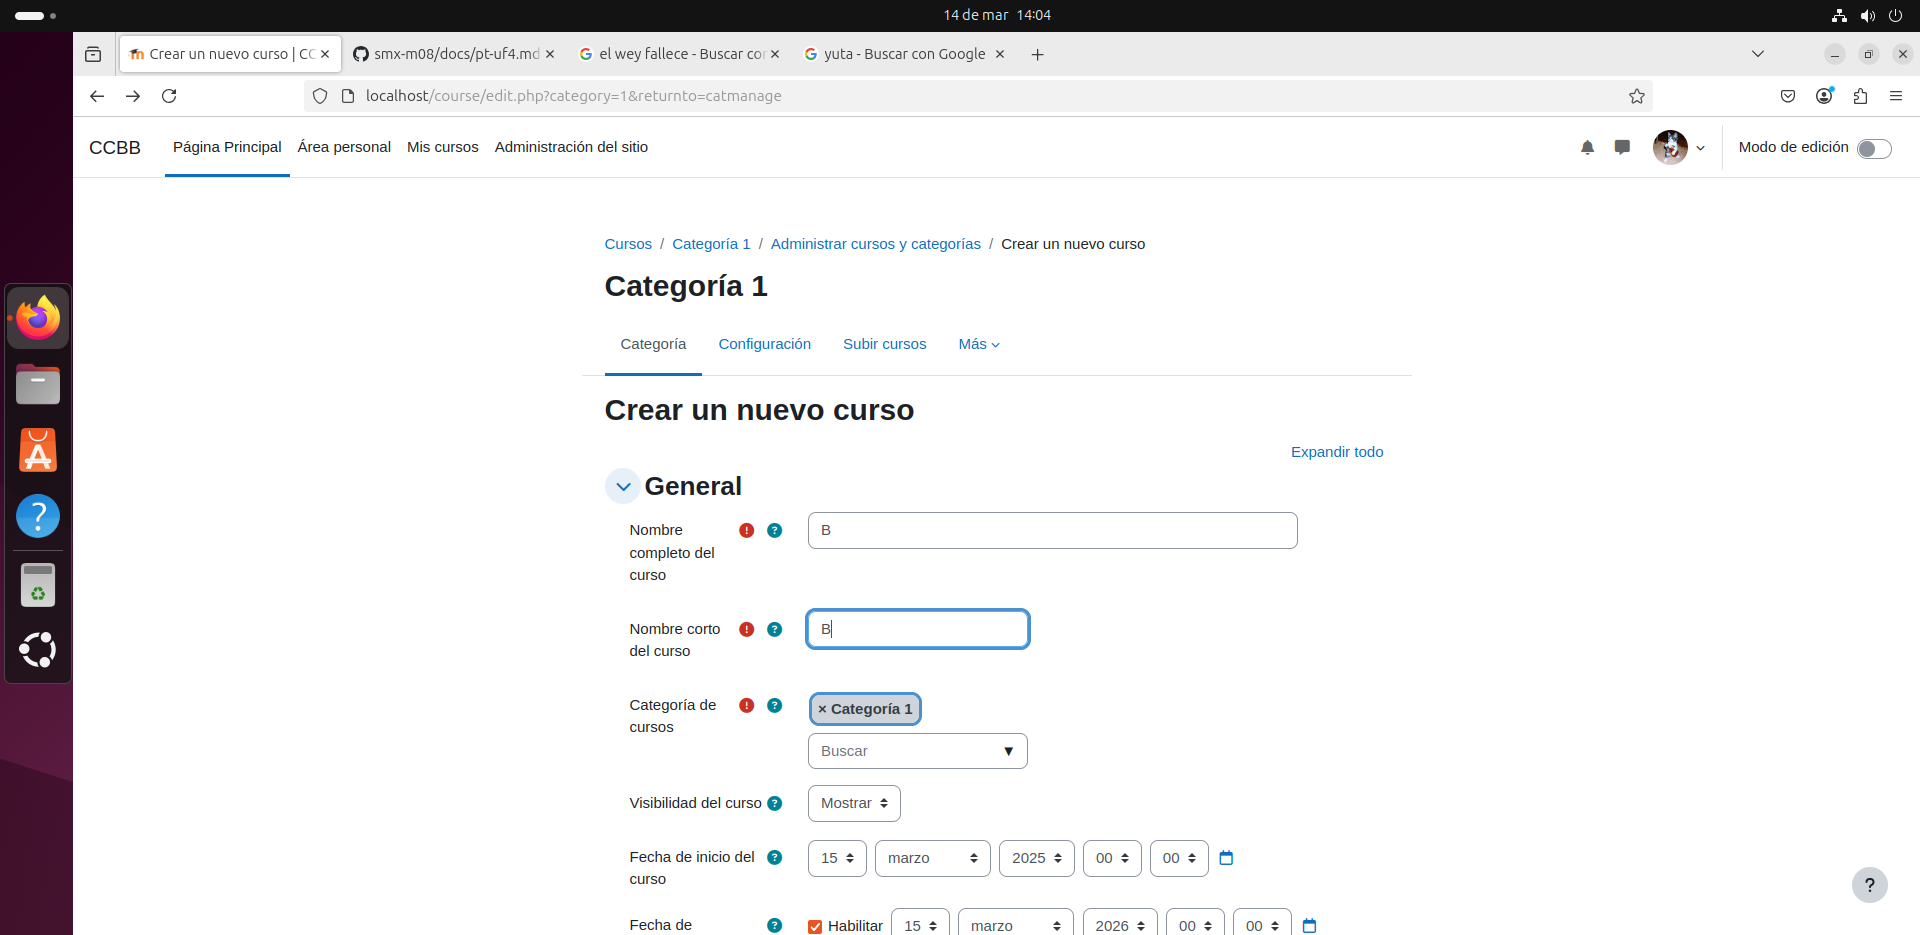 14 de mar 14:04
Crear un nuevo curso | CC
smx-m08/docs/pt-uf4.md
el wey fallece - Buscar con
yuta - Buscar con Google
localhost/course/edit.php?category=1&returnto=catmanage
CCBB
Página Principal
Área personal
Mis cursos
Administración del sitio
Modo de edición
Cursos / Categoría 1 / Administrar cursos y categorías / Crear un nuevo curso
Categoría 1
Categoría
Configuración
Subir cursos
Más
Crear un nuevo curso
Expandir todo
General
Nombre
completo del
curso
B
Nombre corto
del curso
B
Categoría de
cursos
× Categoría 1
Buscar ▼
Visibilidad del curso
Mostrar
Fecha de inicio del
curso
15 marzo 2025 00 00
Fecha de
Habilitar 15 marzo 2026 00 00
?